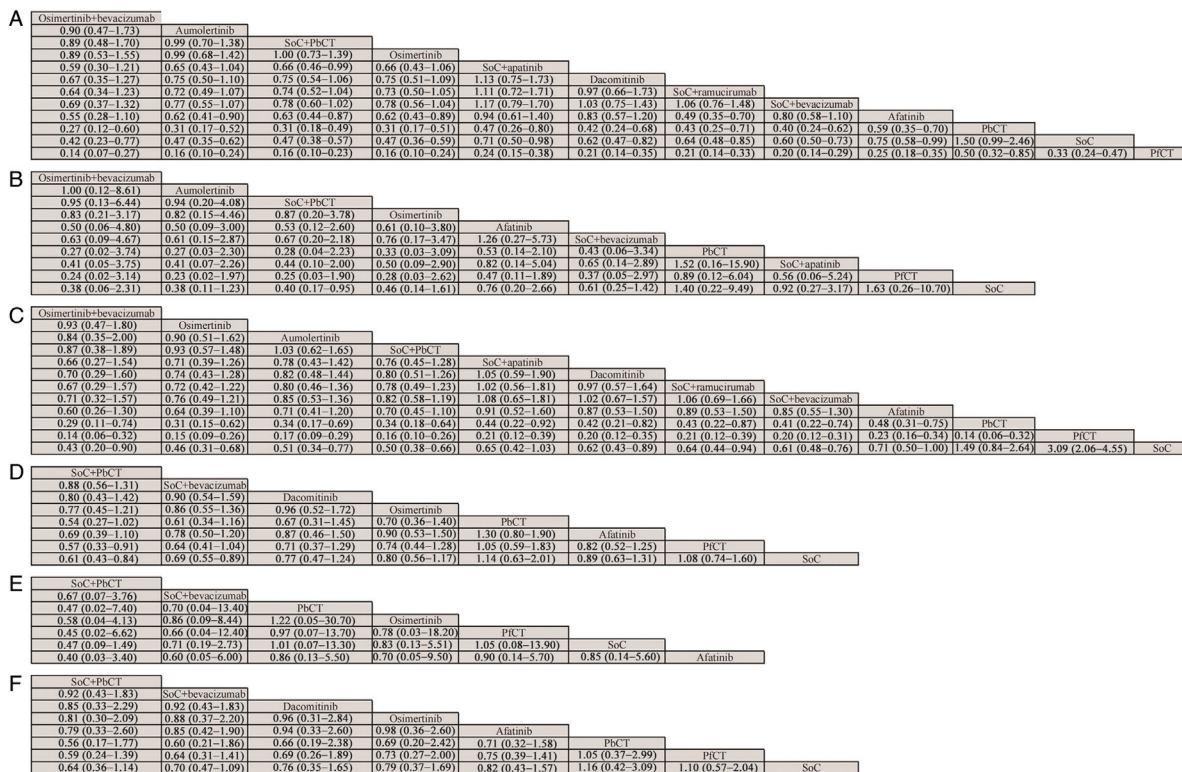 A
Osimertinib+bevacizumab
0.90 (0.47–1.73) Aumolertinib
0.89 (0.48–1.70) 0.99 (0.70–1.38) SoC+PbCT
0.89 (0.53–1.55) 0.99 (0.68–1.42) 1.00 (0.73–1.39) Osimertinib
0.59 (0.30–1.21) 0.65 (0.43–1.04) 0.66 (0.46–0.99) 0.66 (0.43–1.06) SoC+apatinib
0.67 (0.35–1.27) 0.75 (0.50–1.10) 0.75 (0.54–1.06) 0.75 (0.51–1.09) 1.13 (0.75–1.73) Dacomitinib
0.64 (0.34–1.23) 0.72 (0.49–1.07) 0.74 (0.52–1.04) 0.73 (0.50–1.05) 1.11 (0.72–1.71) 0.97 (0.66–1.73) SoC+ramucirumab
0.69 (0.37–1.32) 0.77 (0.55–1.07) 0.78 (0.60–1.02) 0.78 (0.56–1.04) 1.17 (0.79–1.70) 1.03 (0.75–1.43) 1.06 (0.76–1.48) SoC+bevacizumab
0.55 (0.28–1.10) 0.62 (0.41–0.90) 0.63 (0.44–0.87) 0.62 (0.43–0.89) 0.94 (0.61–1.40) 0.83 (0.57–1.20) 0.49 (0.35–0.70) 0.80 (0.58–1.10) Afatinib
0.27 (0.12–0.60) 0.31 (0.17–0.52) 0.31 (0.18–0.49) 0.31 (0.17–0.51) 0.47 (0.26–0.80) 0.42 (0.24–0.68) 0.43 (0.25–0.71) 0.40 (0.24–0.62) 0.59 (0.35–0.70) PbCT
0.42 (0.23–0.77) 0.47 (0.35–0.62) 0.47 (0.38–0.57) 0.47 (0.36–0.59) 0.71 (0.50–0.98) 0.62 (0.47–0.82) 0.64 (0.48–0.85) 0.60 (0.50–0.73) 0.75 (0.58–0.99) 1.50 (0.99–2.46) SoC
0.14 (0.07–0.27) 0.16 (0.10–0.24) 0.16 (0.10–0.23) 0.16 (0.10–0.24) 0.24 (0.15–0.38) 0.21 (0.14–0.35) 0.21 (0.14–0.33) 0.20 (0.14–0.29) 0.25 (0.18–0.35) 0.50 (0.32–0.85) 0.33 (0.24–0.47) PfCT
B
Osimertinib+bevacizumab
1.00 (0.12–8.61) Aumolertinib
0.95 (0.13–6.44) 0.94 (0.20–4.08) SoC+PbCT
0.83 (0.21–3.17) 0.82 (0.15–4.46) 0.87 (0.20–3.78) Osimertinib
0.50 (0.06–4.80) 0.50 (0.09–3.00) 0.53 (0.12–2.60) 0.61 (0.10–3.80) Afatinib
0.63 (0.09–4.67) 0.61 (0.15–2.87) 0.67 (0.20–2.18) 0.76 (0.17–3.47) 1.26 (0.27–5.73) SoC+bevacizumab
0.27 (0.02–3.74) 0.27 (0.03–2.30) 0.28 (0.04–2.23) 0.33 (0.03–3.09) 0.53 (0.14–2.10) 0.43 (0.06–3.34) PbCT
0.41 (0.05–3.75) 0.41 (0.07–2.26) 0.44 (0.10–2.00) 0.50 (0.09–2.90) 0.82 (0.14–5.04) 0.65 (0.14–2.89) 1.52 (0.16–15.90) SoC+apatinib
0.24 (0.02–3.14) 0.23 (0.02–1.97) 0.25 (0.03–1.90) 0.28 (0.03–2.62) 0.47 (0.11–1.89) 0.37 (0.05–2.97) 0.89 (0.12–6.04) 0.56 (0.06–5.24) PfCT
0.38 (0.06–2.31) 0.38 (0.11–1.23) 0.40 (0.17–0.95) 0.46 (0.14–1.61) 0.76 (0.20–2.66) 0.61 (0.25–1.42) 1.40 (0.22–9.49) 0.92 (0.27–3.17) 1.63 (0.26–10.70) SoC
C
Osimertinib+bevacizumab
0.93 (0.47–1.80) Osimertinib
0.84 (0.35–2.00) 0.90 (0.51–1.62) Aumolertinib
0.87 (0.38–1.89) 0.93 (0.57–1.48) 1.03 (0.62–1.65) SoC+PbCT
0.66 (0.27–1.54) 0.71 (0.39–1.26) 0.78 (0.43–1.42) 0.76 (0.45–1.28) SoC+apatinib
0.70 (0.29–1.60) 0.74 (0.43–1.28) 0.82 (0.48–1.44) 0.80 (0.51–1.26) 1.05 (0.59–1.90) Dacomitinib
0.67 (0.29–1.57) 0.72 (0.42–1.22) 0.80 (0.46–1.36) 0.78 (0.49–1.23) 1.02 (0.56–1.81) 0.97 (0.57–1.64) SoC+ramucirumab
0.71 (0.32–1.57) 0.76 (0.49–1.21) 0.85 (0.53–1.36) 0.82 (0.58–1.19) 1.08 (0.65–1.81) 1.02 (0.67–1.57) 1.06 (0.69–1.66) SoC+bevacizumab
0.60 (0.26–1.30) 0.64 (0.39–1.10) 0.71 (0.41–1.20) 0.70 (0.45–1.10) 0.91 (0.52–1.60) 0.87 (0.53–1.50) 0.89 (0.53–1.50) 0.85 (0.55–1.30) Afatinib
0.29 (0.11–0.74) 0.31 (0.15–0.62) 0.34 (0.17–0.69) 0.34 (0.18–0.64) 0.44 (0.22–0.92) 0.42 (0.21–0.82) 0.43 (0.22–0.87) 0.41 (0.22–0.74) 0.48 (0.31–0.75) PbCT
0.14 (0.06–0.32) 0.15 (0.09–0.26) 0.17 (0.09–0.29) 0.16 (0.10–0.26) 0.21 (0.12–0.39) 0.20 (0.12–0.35) 0.21 (0.12–0.39) 0.20 (0.12–0.31) 0.23 (0.16–0.34) 0.14 (0.06–0.32) PfCT
0.43 (0.20–0.90) 0.46 (0.31–0.68) 0.51 (0.34–0.77) 0.50 (0.38–0.66) 0.65 (0.42–1.03) 0.62 (0.43–0.89) 0.64 (0.44–0.94) 0.61 (0.48–0.76) 0.71 (0.50–1.00) 1.49 (0.84–2.64) 3.09 (2.06–4.55) SoC
D
SoC+PbCT
0.88 (0.56–1.31) SoC+bevacizumab
0.80 (0.43–1.42) 0.90 (0.54–1.59) Dacomitinib
0.77 (0.45–1.21) 0.86 (0.55–1.36) 0.96 (0.52–1.72) Osimertinib
0.54 (0.27–1.02) 0.61 (0.34–1.16) 0.67 (0.31–1.45) 0.70 (0.36–1.40) PbCT
0.69 (0.39–1.10) 0.78 (0.50–1.20) 0.87 (0.46–1.50) 0.90 (0.53–1.50) 1.30 (0.80–1.90) Afatinib
0.57 (0.33–0.91) 0.64 (0.41–1.04) 0.71 (0.37–1.29) 0.74 (0.44–1.28) 1.05 (0.59–1.83) 0.82 (0.52–1.25) PfCT
0.61 (0.43–0.84) 0.69 (0.55–0.89) 0.77 (0.47–1.24) 0.80 (0.56–1.17) 1.14 (0.63–2.01) 0.89 (0.63–1.31) 1.08 (0.74–1.60) SoC
E
SoC+PbCT
0.67 (0.07–3.76) SoC+bevacizumab
0.47 (0.02–7.40) 0.70 (0.04–13.40) PbCT
0.58 (0.04–4.13) 0.86 (0.09–8.44) 1.22 (0.05–30.70) Osimertinib
0.45 (0.02–6.62) 0.66 (0.04–12.40) 0.97 (0.07–13.70) 0.78 (0.03–18.20) PfCT
0.47 (0.09–1.49) 0.71 (0.19–2.73) 1.01 (0.07–13.30) 0.83 (0.13–5.51) 1.05 (0.08–13.90) SoC
0.40 (0.03–3.40) 0.60 (0.05–6.00) 0.86 (0.13–5.50) 0.70 (0.05–9.50) 0.90 (0.14–5.70) 0.85 (0.14–5.60) Afatinib
F
SoC+PbCT
0.92 (0.43–1.83) SoC+bevacizumab
0.85 (0.33–2.29) 0.92 (0.43–1.83) Dacomitinib
0.81 (0.30–2.09) 0.88 (0.37–2.20) 0.96 (0.31–2.84) Osimertinib
0.79 (0.33–2.60) 0.85 (0.42–1.90) 0.94 (0.33–2.60) 0.98 (0.36–2.60) Afatinib
0.56 (0.17–1.77) 0.60 (0.21–1.86) 0.66 (0.19–2.38) 0.69 (0.20–2.42) 0.71 (0.32–1.58) PbCT
0.59 (0.24–1.39) 0.64 (0.31–1.41) 0.69 (0.26–1.89) 0.73 (0.27–2.00) 0.75 (0.39–1.41) 1.05 (0.37–2.99) PfCT
0.64 (0.36–1.14) 0.70 (0.47–1.09) 0.76 (0.35–1.65) 0.79 (0.37–1.69) 0.82 (0.43–1.57) 1.16 (0.42–3.09) 1.10 (0.57–2.04) SoC